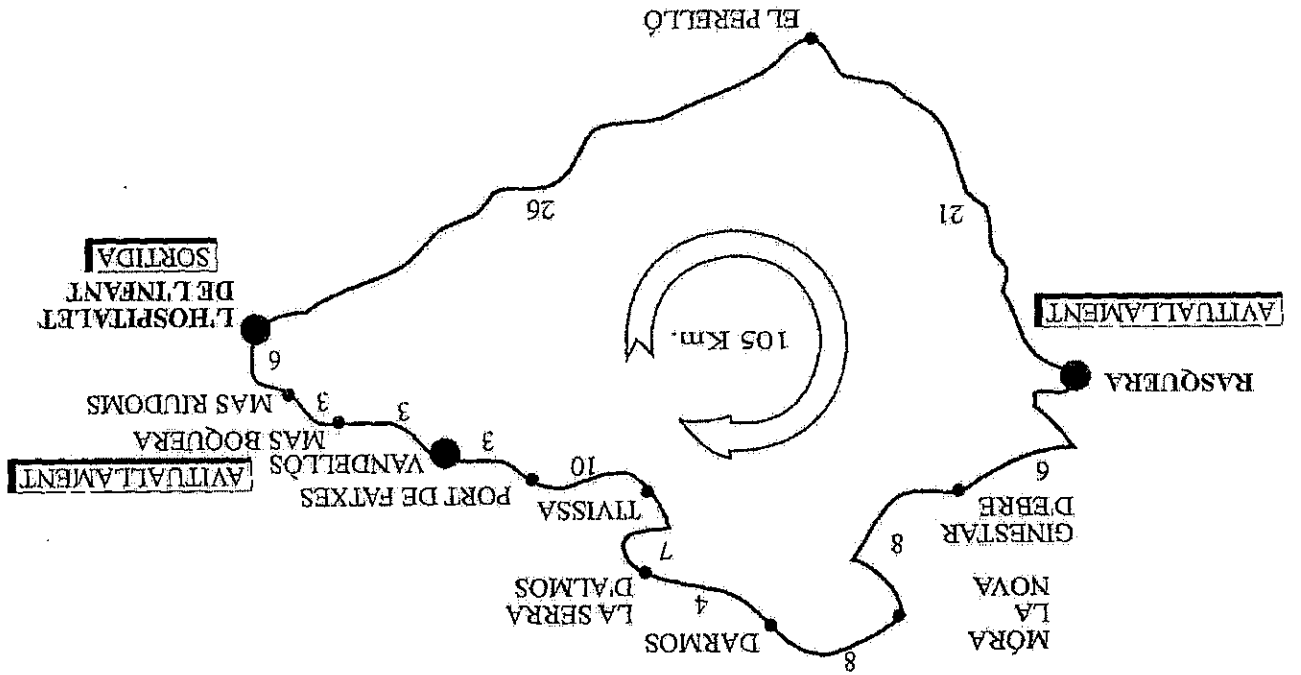 MÓRA
LA
NOVA
8
DARMOS
LA SERRA
D'ALMOS
4
8
GINESTAR
D'EBRE
6
7
TIVISSA
10
PORT DE FATXES
3
VANDELLÒS
AVITUALLAMENT
3
MAS BOQUERA
3
MAS RIUDOMS
6
L'HOSPITALET
DE L'INFANT
SORTIDA
RASQUERA
AVITUALLAMENT
105 Km.
21
26
EL PERELLÓ